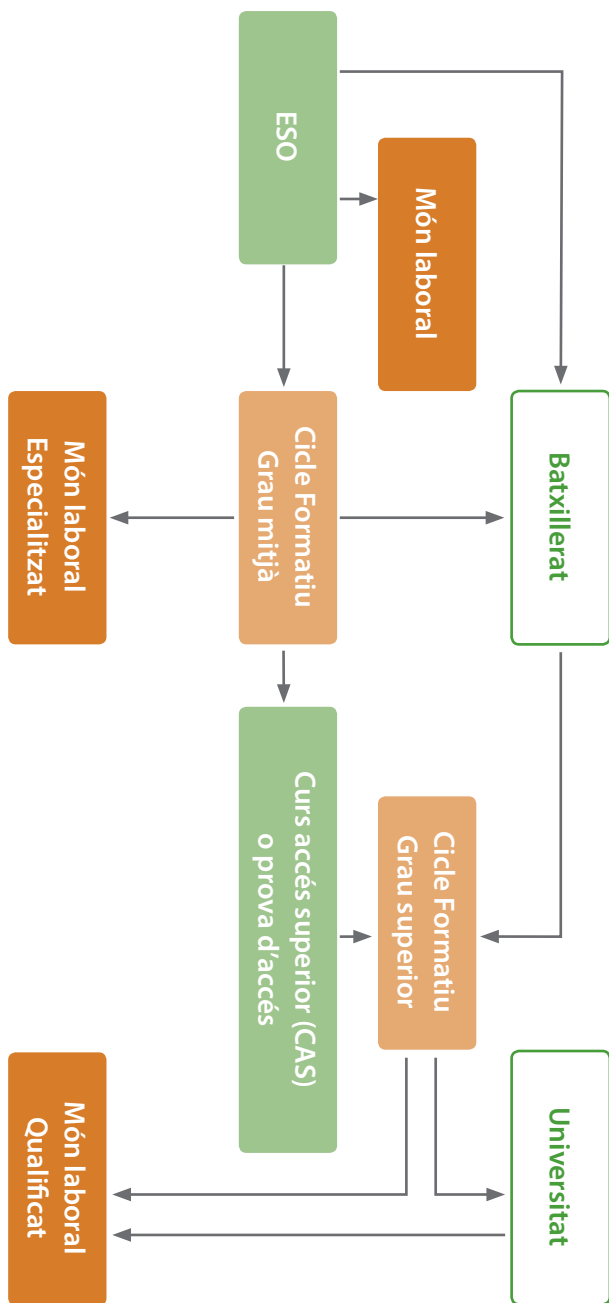 Batxillerat
Universitat
Món laboral
Cicle Formatiu
Grau superior
ESO
Cicle Formatiu
Grau mitjà
Curs accés superior (CAS)
o prova d'accés
Món laboral
Especialitzat
Món laboral
Qualificat